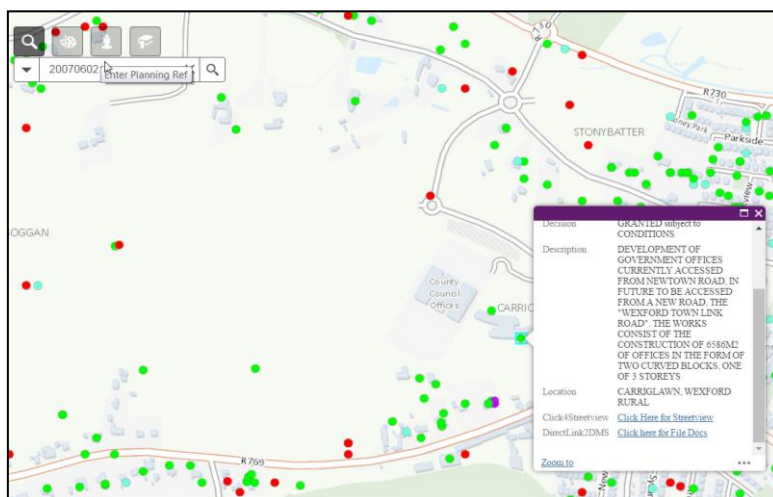 R730
20070602
Enter Planning Ref
R730
STONYBATTER
Parkside
OGGAN
County
Council
Offices
CARRIG
R769
Decision
GRANTED subject to
CONDITIONS
Description
DEVELOPMENT OF
GOVERNMENT OFFICES
CURRENTLY ACCESSED
FROM NEWTOWN ROAD, IN
FUTURE TO BE ACCESSED
FROM A NEW ROAD, THE
"WEXFORD TOWN LINK
ROAD". THE WORKS
CONSIST OF THE
CONSTRUCTION OF 6586M2
OF OFFICES IN THE FORM OF
TWO CURVED BLOCKS, ONE
OF 3 STOREYS
Location
CARRIGLAWN, WEXFORD
RURAL
Click4Streetview
Click Here for Streetview
DirectLink2DMS
Click here for File Docs
Zoom to